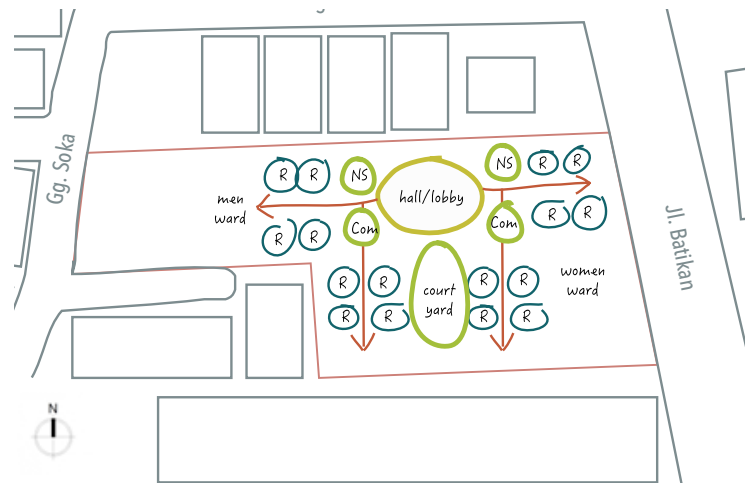 Gg. Soka
R R
NS
hall/lobby
NS
R R
men
ward
R R
Com
Com
R R
Jl. Batikan
R R
court
yard
R R
women
ward
R R
R R
N